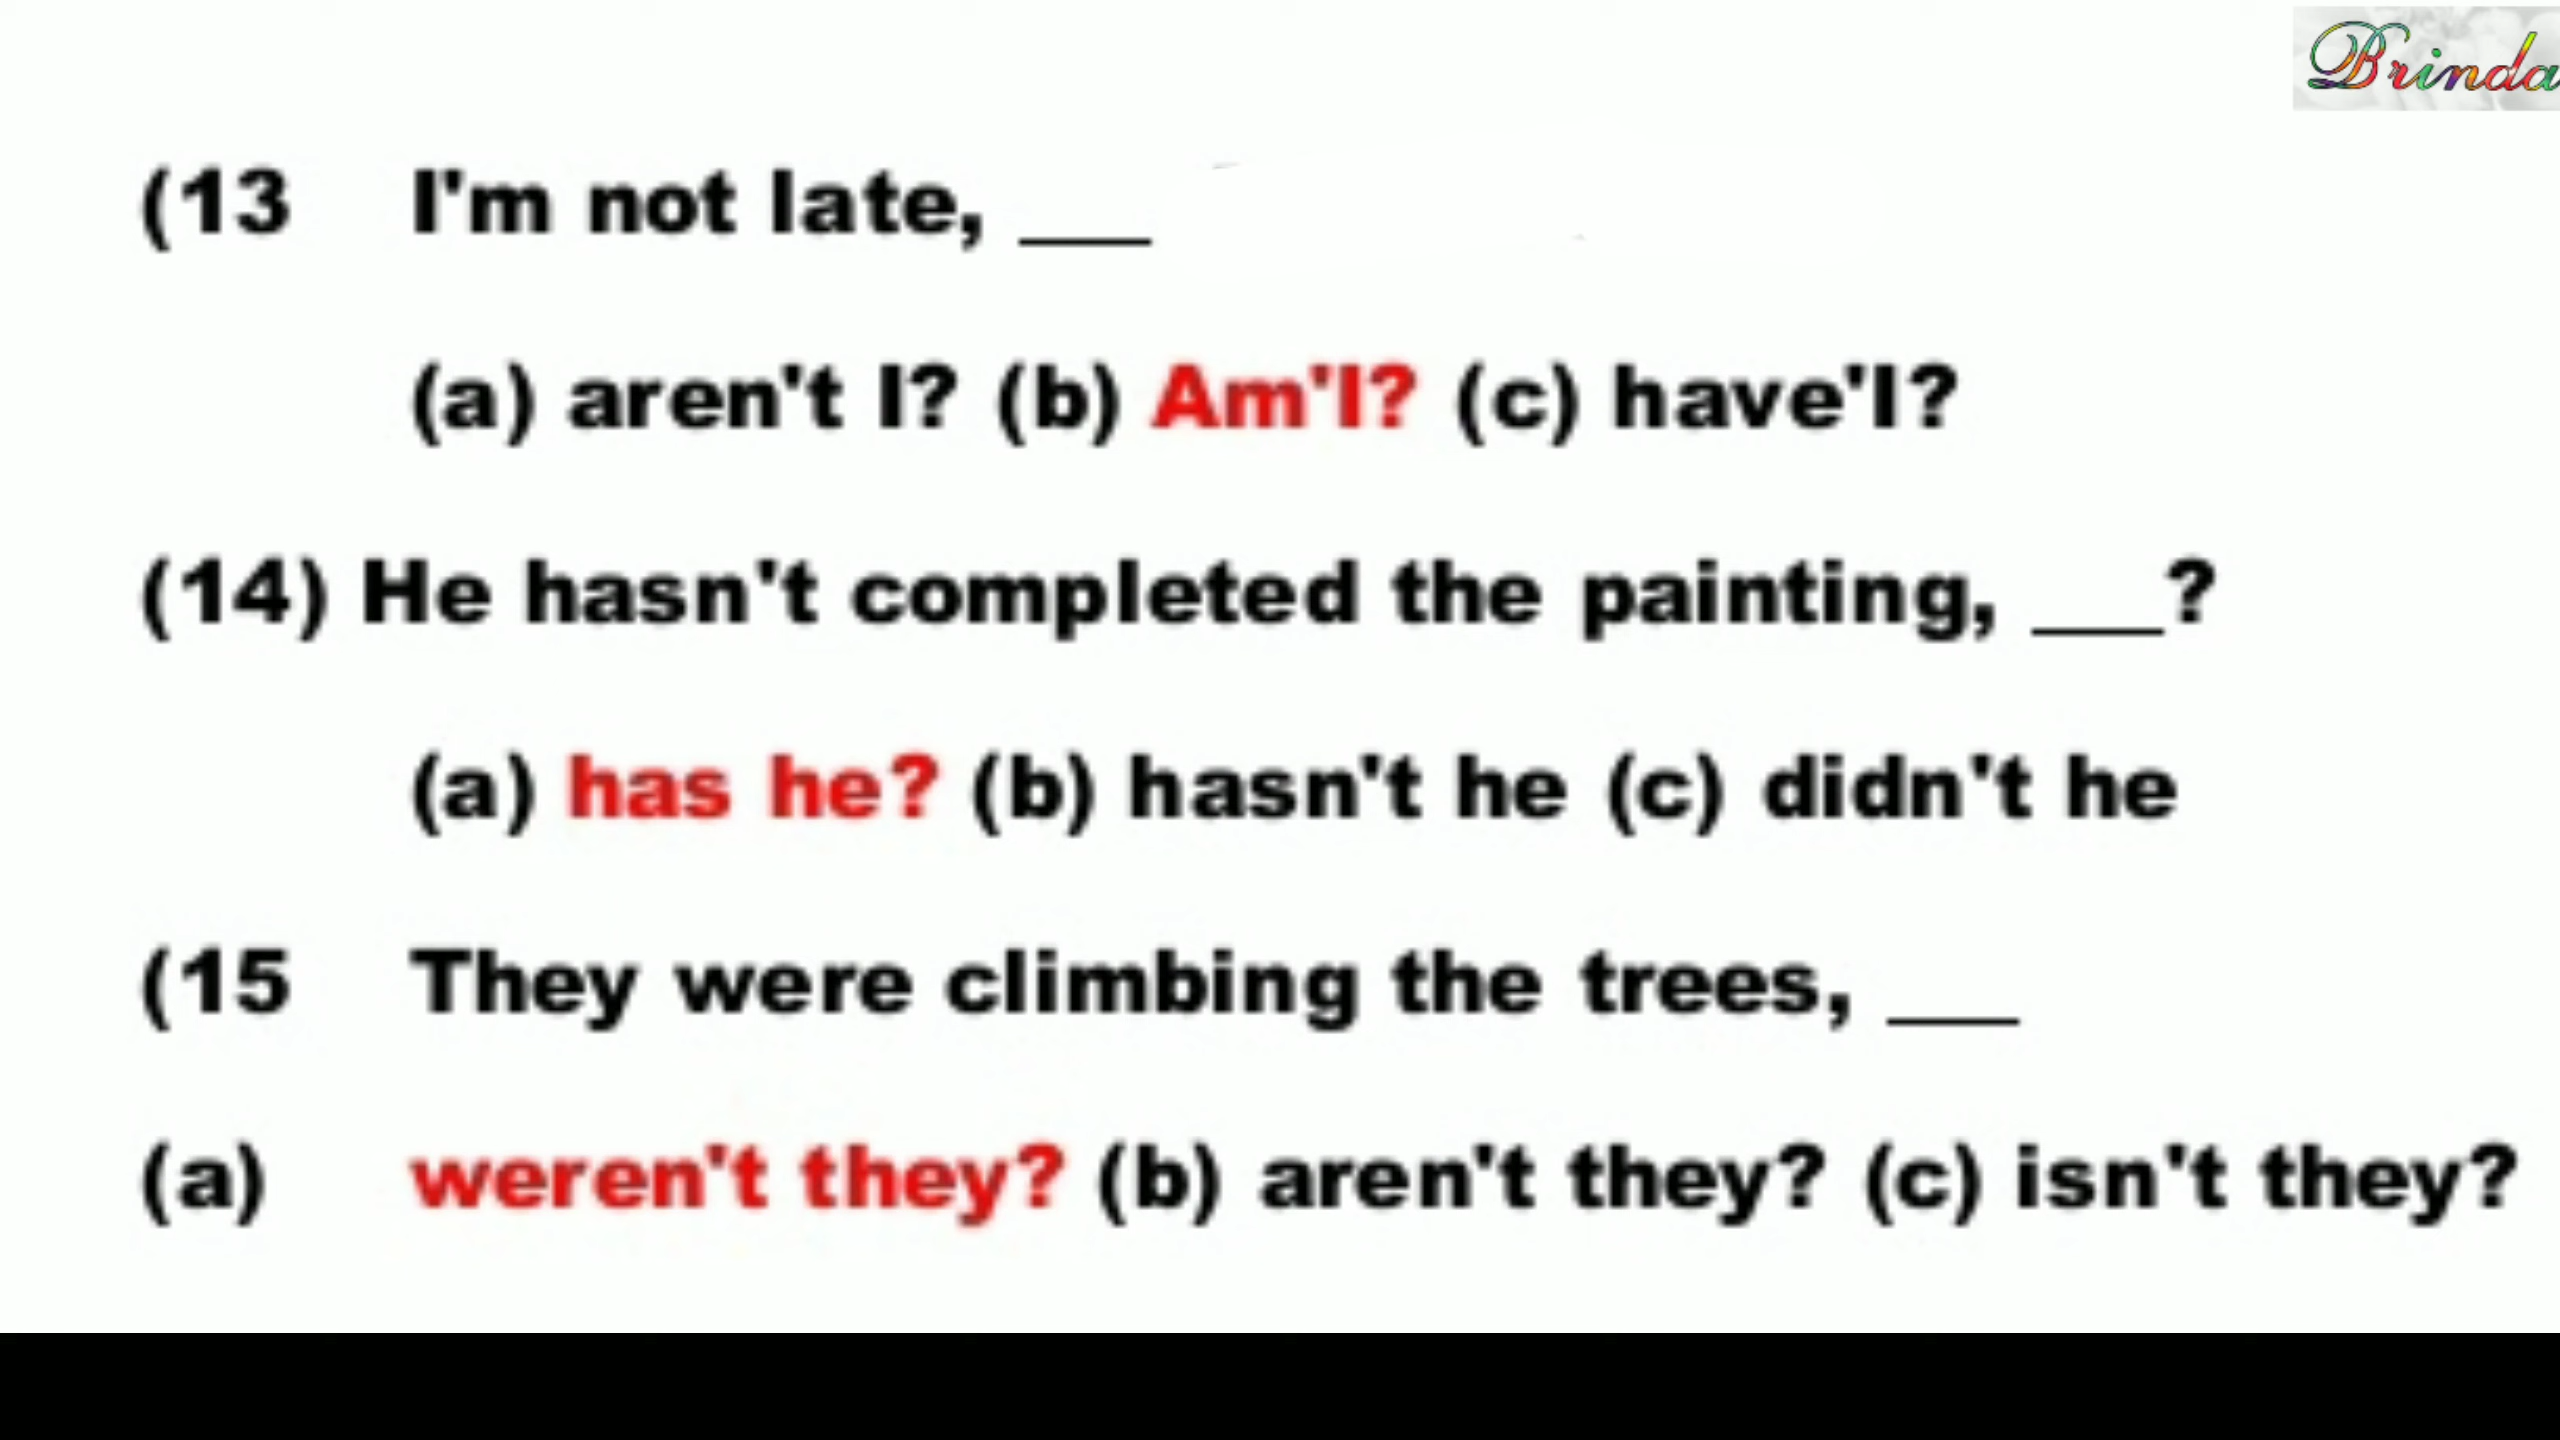 Brinda
(13 I'm not late, ___
(a) aren't I? (b) Am'I? (c) have'I?
(14) He hasn't completed the painting, ___?
(a) has he? (b) hasn't he (c) didn't he
(15 They were climbing the trees, ___
(a) weren't they? (b) aren't they? (c) isn't they?